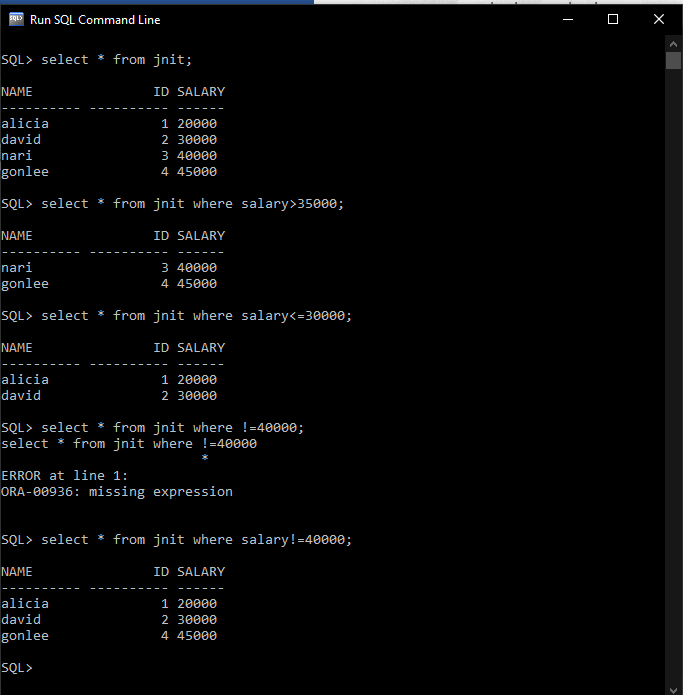 Run SQL Command Line
SQL> select * from jnit;
NAME               ID SALARY
---------- ---------- ------
alicia              1 20000
david               2 30000
nari                3 40000
gonlee              4 45000
SQL> select * from jnit where salary>35000;
NAME               ID SALARY
---------- ---------- ------
nari                3 40000
gonlee              4 45000
SQL> select * from jnit where salary<=30000;
NAME               ID SALARY
---------- ---------- ------
alicia              1 20000
david               2 30000
SQL> select * from jnit where !=40000;
select * from jnit where !=40000
                         *
ERROR at line 1:
ORA-00936: missing expression
SQL> select * from jnit where salary!=40000;
NAME               ID SALARY
---------- ---------- ------
alicia              1 20000
david               2 30000
gonlee              4 45000
SQL>